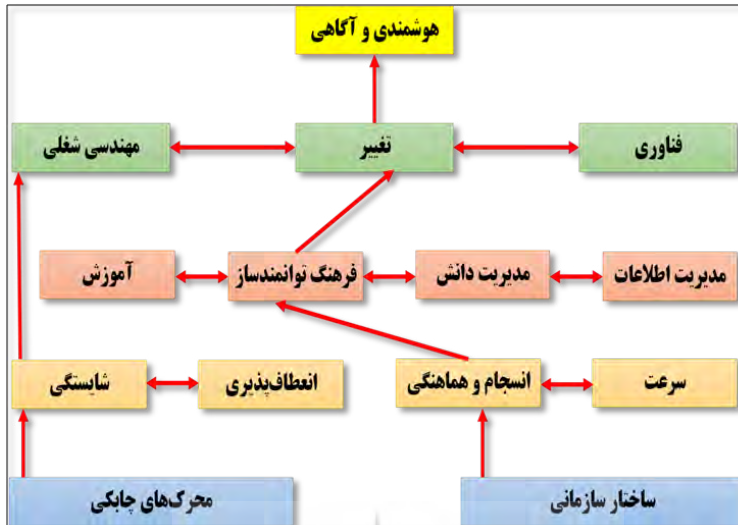 هوشمندی و آگاهی
فناوری
تغییر
مهندسی شغلی
مدیریت اطلاعات
مدیریت دانش
فرهنگ توانمندساز
آموزش
سرعت
انسجام و هماهنگی
انعطاف‌پذیری
شایستگی
ساختار سازمانی
محرک‌های چابکی